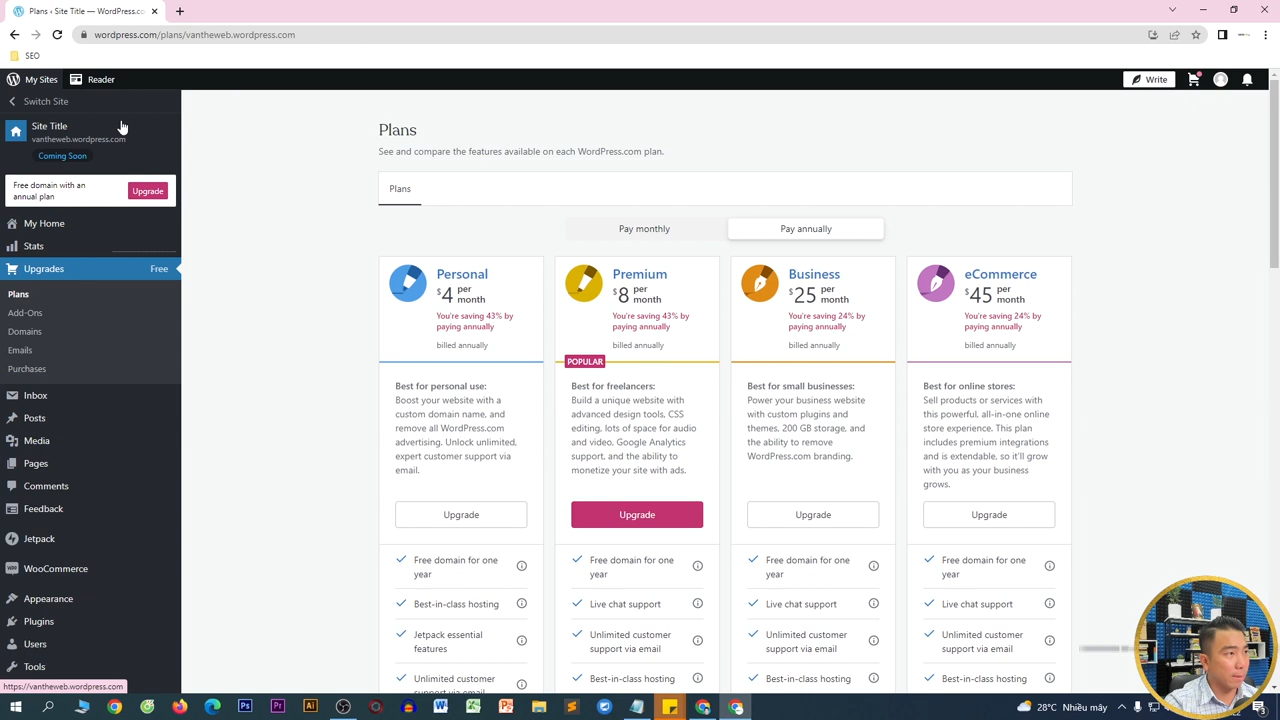 Plans ‹ Site Title — WordPress.com
wordpress.com/plans/vantheweb.wordpress.com
SEO
My Sites
Reader
Write
Switch Site
Site Title
vantheweb.wordpress.com
Coming Soon
Free domain with an
annual plan
Upgrade
My Home
Stats
Upgrades Free
Plans
Add-Ons
Domains
Emails
Purchases
Inbox
Posts
Media
Pages
Comments
Feedback
Jetpack
WooCommerce
Appearance
Plugins
Users
Tools
https://vantheweb.wordpress.com
Plans
See and compare the features available on each WordPress.com plan.
Plans
Pay monthly
Pay annually
Personal
$4 per
month
You're saving 43% by
paying annually
billed annually
Best for personal use:
Boost your website with a
custom domain name, and
remove all WordPress.com
advertising. Unlock unlimited,
expert customer support via
email.
Upgrade
Free domain for one
year
Best-in-class hosting
Jetpack essential
features
Unlimited customer
support via email
Premium
$8 per
month
You're saving 43% by
paying annually
billed annually
POPULAR
Best for freelancers:
Build a unique website with
advanced design tools, CSS
editing, lots of space for audio
and video, Google Analytics
support, and the ability to
monetize your site with ads.
Upgrade
Free domain for one
year
Live chat support
Unlimited customer
support via email
Best-in-class hosting
Business
$25 per
month
You're saving 24% by
paying annually
billed annually
Best for small businesses:
Power your business website
with custom plugins and
themes, 200 GB storage, and
the ability to remove
WordPress.com branding.
Upgrade
Free domain for one
year
Live chat support
Unlimited customer
support via email
Best-in-class hosting
eCommerce
$45 per
month
You're saving 24% by
paying annually
billed annually
Best for online stores:
Sell products or services with
this powerful, all-in-one online
store experience. This plan
includes premium integrations
and is extendable, so it'll grow
with you as your business
grows.
Upgrade
Free domain for one
year
Live chat support
Unlimited customer
support via email
Best-in-class hosting
28°C Nhiều mây